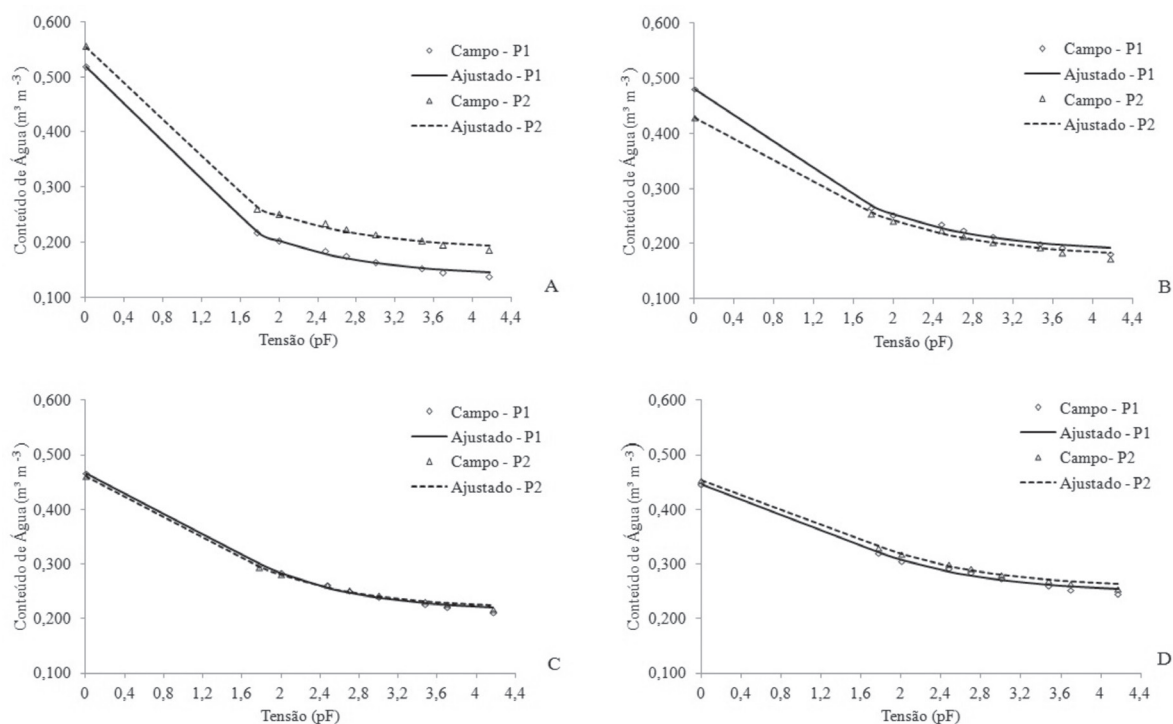 0,600
0,500
0,400
0,300
0,200
0,100
Conteúdo de Água (m³ m⁻³)
0 0,4 0,8 1,2 1,6 2 2,4 2,8 3,2 3,6 4 4,4
Tensão (pF)
Campo - P1
Ajustado - P1
Campo - P2
Ajustado - P2
A
0,600
0,500
0,400
0,300
0,200
0,100
Conteúdo de Água (m³ m⁻³)
0 0,4 0,8 1,2 1,6 2 2,4 2,8 3,2 3,6 4 4,4
Tensão (pF)
Campo - P1
Ajustado - P1
Campo - P2
Ajustado - P2
B
0,600
0,500
0,400
0,300
0,200
0,100
Conteúdo de Água (m³ m⁻³)
0 0,4 0,8 1,2 1,6 2 2,4 2,8 3,2 3,6 4 4,4
Tensão (pF)
Campo - P1
Ajustado - P1
Campo - P2
Ajustado - P2
C
0,600
0,500
0,400
0,300
0,200
0,100
Conteúdo de Água (m³ m⁻³)
0 0,4 0,8 1,2 1,6 2 2,4 2,8 3,2 3,6 4 4,4
Tensão (pF)
Campo - P1
Ajustado - P1
Campo- P2
Ajustado - P2
D